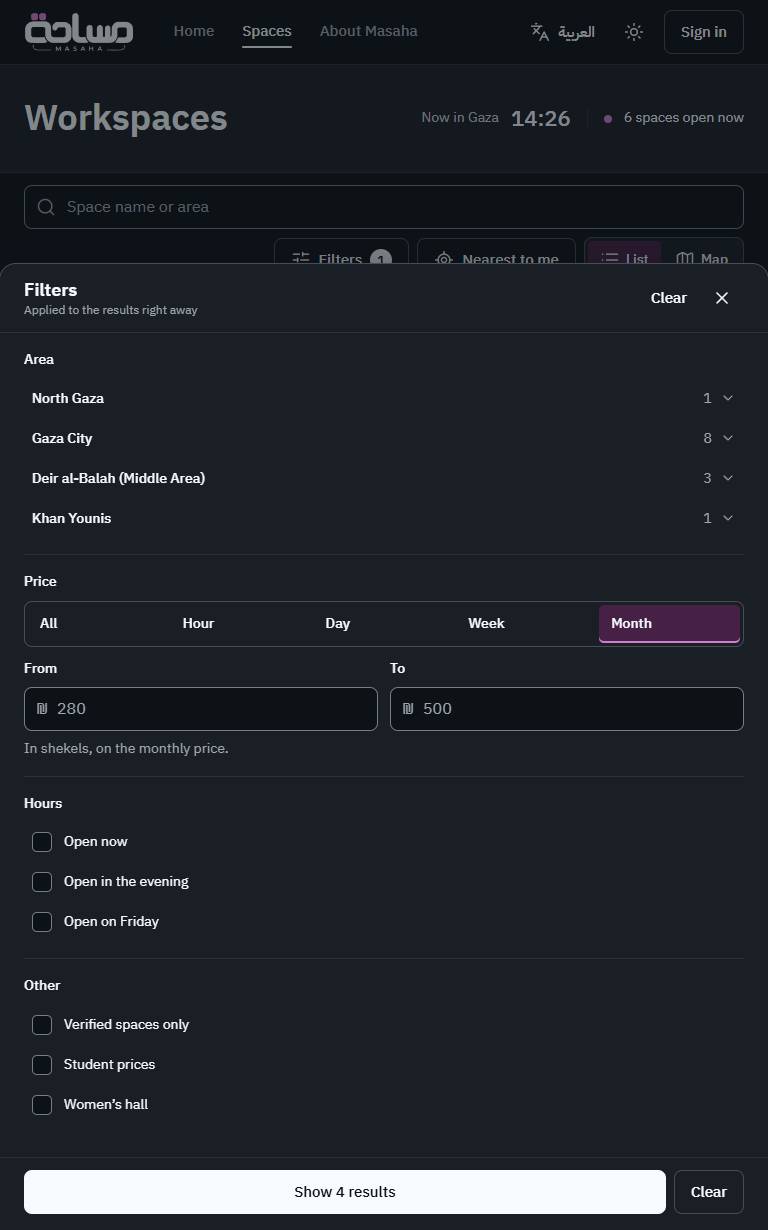 مساحة
MASAHA
Home
Spaces
About Masaha
العربية
Sign in
Workspaces
Now in Gaza 14:26
6 spaces open now
Space name or area
Filters 1
Nearest to me
List
Map
Filters
Applied to the results right away
Clear
Area
North Gaza 1
Gaza City 8
Deir al-Balah (Middle Area) 3
Khan Younis 1
Price
All
Hour
Day
Week
Month
From
To
₪ 280
₪ 500
In shekels, on the monthly price.
Hours
Open now
Open in the evening
Open on Friday
Other
Verified spaces only
Student prices
Women’s hall
Show 4 results
Clear